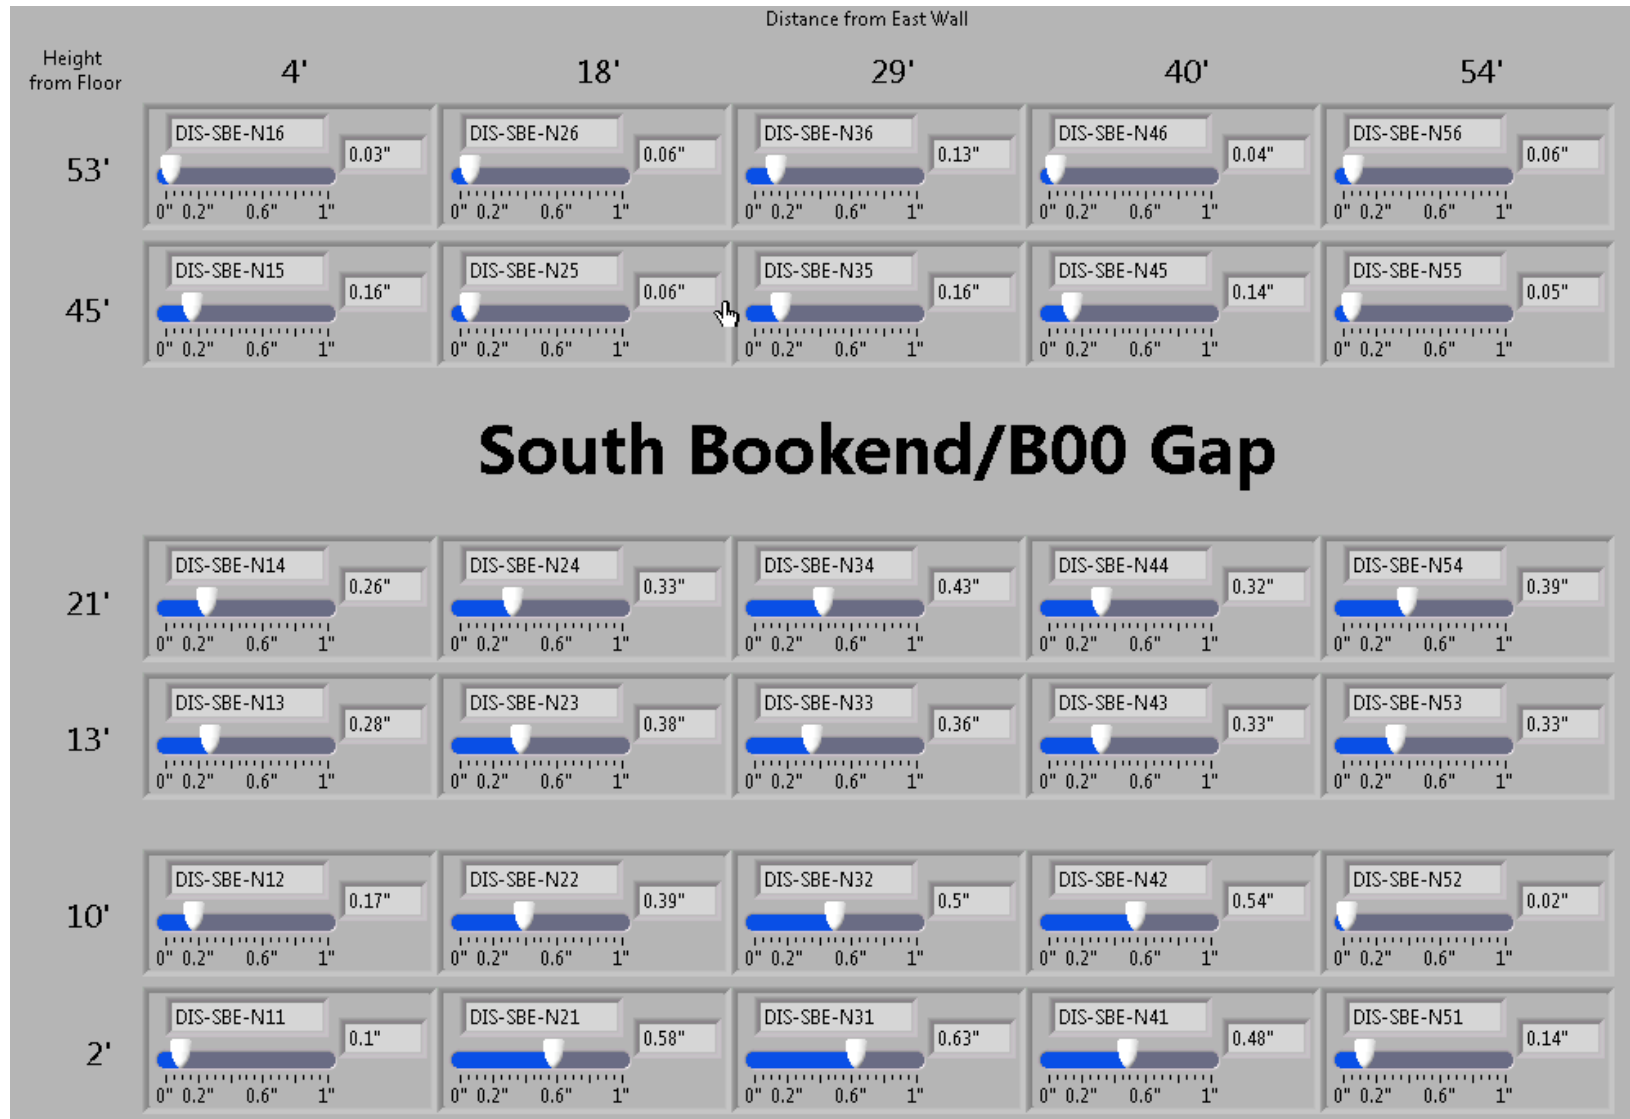 Distance from East Wall
Height
from Floor
4' 18' 29' 40' 54'
53'
DIS-SBE-N16 DIS-SBE-N26 DIS-SBE-N36 DIS-SBE-N46 DIS-SBE-N56
0.03" 0.06" 0.13" 0.04" 0.06"
0" 0.2" 0.6" 1" 0" 0.2" 0.6" 1" 0" 0.2" 0.6" 1" 0" 0.2" 0.6" 1" 0" 0.2" 0.6" 1"
45'
DIS-SBE-N15 DIS-SBE-N25 DIS-SBE-N35 DIS-SBE-N45 DIS-SBE-N55
0.16" 0.06" 0.16" 0.14" 0.05"
0" 0.2" 0.6" 1" 0" 0.2" 0.6" 1" 0" 0.2" 0.6" 1" 0" 0.2" 0.6" 1" 0" 0.2" 0.6" 1"
South Bookend/B00 Gap
21'
DIS-SBE-N14 DIS-SBE-N24 DIS-SBE-N34 DIS-SBE-N44 DIS-SBE-N54
0.26" 0.33" 0.43" 0.32" 0.39"
0" 0.2" 0.6" 1" 0" 0.2" 0.6" 1" 0" 0.2" 0.6" 1" 0" 0.2" 0.6" 1" 0" 0.2" 0.6" 1"
13'
DIS-SBE-N13 DIS-SBE-N23 DIS-SBE-N33 DIS-SBE-N43 DIS-SBE-N53
0.28" 0.38" 0.36" 0.33" 0.33"
0" 0.2" 0.6" 1" 0" 0.2" 0.6" 1" 0" 0.2" 0.6" 1" 0" 0.2" 0.6" 1" 0" 0.2" 0.6" 1"
10'
DIS-SBE-N12 DIS-SBE-N22 DIS-SBE-N32 DIS-SBE-N42 DIS-SBE-N52
0.17" 0.39" 0.5" 0.54" 0.02"
0" 0.2" 0.6" 1" 0" 0.2" 0.6" 1" 0" 0.2" 0.6" 1" 0" 0.2" 0.6" 1" 0" 0.2" 0.6" 1"
2'
DIS-SBE-N11 DIS-SBE-N21 DIS-SBE-N31 DIS-SBE-N41 DIS-SBE-N51
0.1" 0.58" 0.63" 0.48" 0.14"
0" 0.2" 0.6" 1" 0" 0.2" 0.6" 1" 0" 0.2" 0.6" 1" 0" 0.2" 0.6" 1" 0" 0.2" 0.6" 1"